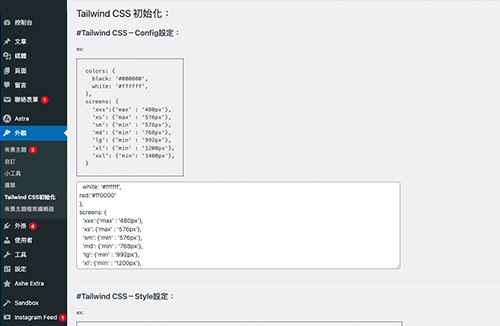 控制台
文章
媒體
頁面
留言
聯絡表單 1
Astra
外觀
佈景主題 8
自訂
小工具
選單
Tailwind CSS初始化
佈景主題檔案編輯器
外掛 4
使用者
工具
設定
Ashe Extra
Sandbox
Instagram Feed 1
Tailwind CSS 初始化：
#Tailwind CSS－Config設定：
ex:
colors: {
black: '#000000',
white: '#ffffff',
},
screens: {
'xxs':{'max' : '480px'},
'xs': {'max' : '576px'},
'sm': {'min' : '576px'},
'md': {'min' : '768px'},
'lg': {'min' : '992px'},
'xl': {'min' : '1200px'},
'xxl': {'min': '1400px'},
}
white: '#ffffff',
red:'#ff0000'
},
screens: {
'xxs':{'max' : '480px'},
'xs': {'max' : '576px'},
'sm': {'min' : '576px'},
'md': {'min' : '768px'},
'lg': {'min' : '992px'},
'xl': {'min' : '1200px'},
#Tailwind CSS－Style設定：
ex: